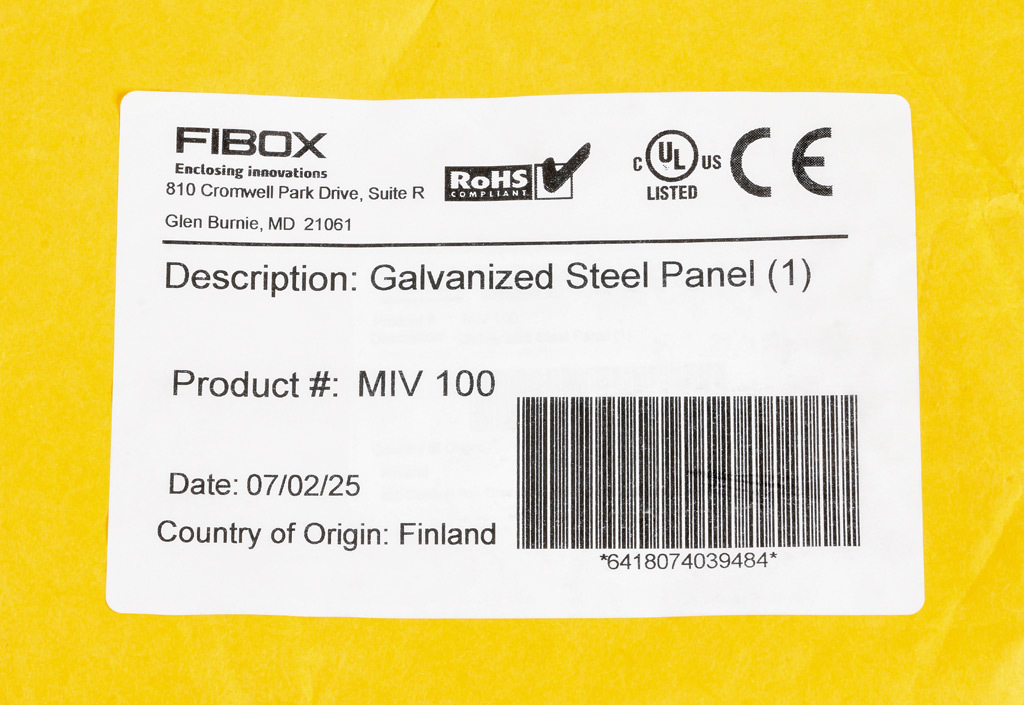 FIBOX
Enclosing innovations
810 Cromwell Park Drive, Suite R
Glen Burnie, MD 21061
RoHS
COMPLIANT
C UL US
LISTED
CE
Description: Galvanized Steel Panel (1)
Product #: MIV 100
Date: 07/02/25
Country of Origin: Finland
*6418074039484*